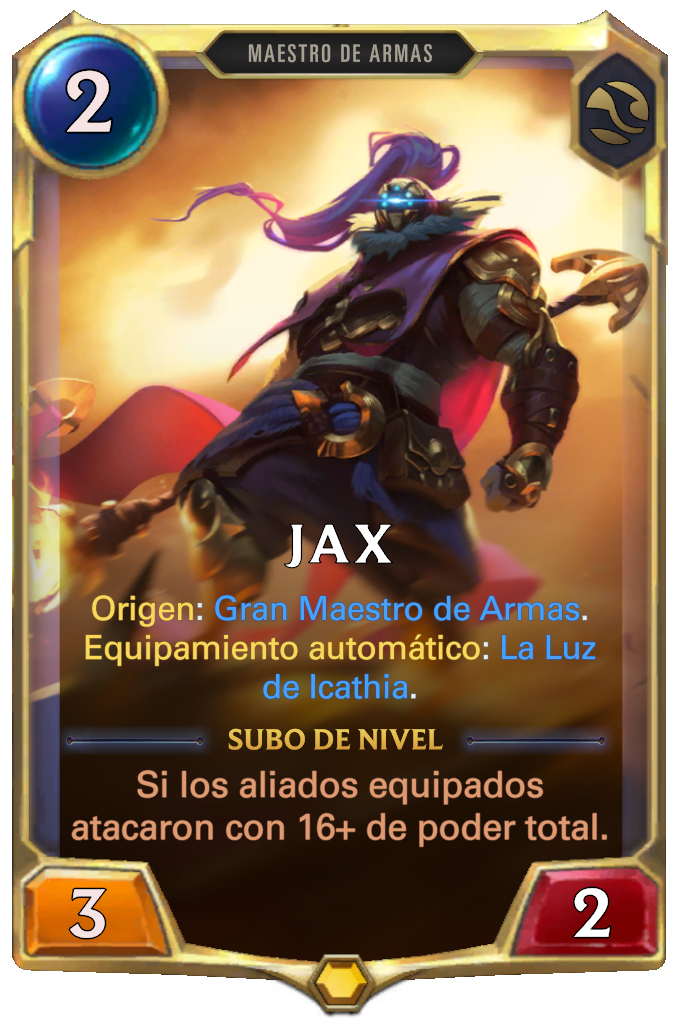 MAESTRO DE ARMAS
2
JAX
Origen: Gran Maestro de Armas.
Equipamiento automático: La Luz
de Icathia.
SUBO DE NIVEL
Si los aliados equipados
atacaron con 16+ de poder total.
3
2